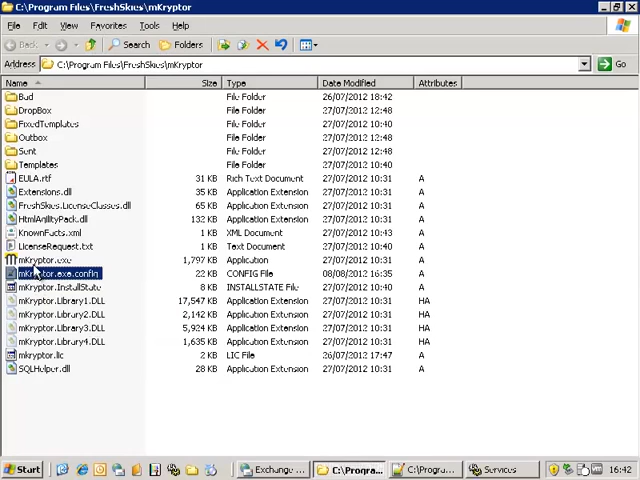 C:\Program Files\FreshSkies\mKryptor
File Edit View Favorites Tools Help
Back Search Folders
Address C:\Program Files\FreshSkies\mKryptor Go
Name Size Type Date Modified Attributes
Bad File Folder 26/07/2012 18:42
DropBox File Folder 27/07/2012 12:48
FixedTemplates File Folder 27/07/2012 10:40
Outbox File Folder 27/07/2012 12:48
Sent File Folder 27/07/2012 12:48
Templates File Folder 27/07/2012 10:40
EULA.rtf 31 KB Rich Text Document 27/07/2012 10:31 A
Extensions.dll 35 KB Application Extension 27/07/2012 10:31 A
FreshSkies.LicenseClasses.dll 65 KB Application Extension 27/07/2012 10:31 A
HtmlAgilityPack.dll 132 KB Application Extension 27/07/2012 10:31 A
KnownFacts.xml 1 KB XML Document 27/07/2012 10:31 A
LicenseRequest.txt 1 KB Text Document 27/07/2012 10:31 A
mKryptor.exe 1,797 KB Application 27/07/2012 10:31 A
mKryptor.exe.config 22 KB CONFIG File 08/08/2012 16:35 A
mKryptor.InstallState 8 KB INSTALLSTATE File 27/07/2012 10:40 A
mKryptor.Library1.DLL 17,547 KB Application Extension 27/07/2012 10:31 HA
mKryptor.Library2.DLL 2,142 KB Application Extension 27/07/2012 10:31 HA
mKryptor.Library3.DLL 5,924 KB Application Extension 27/07/2012 10:31 HA
mKryptor.Library4.DLL 1,635 KB Application Extension 27/07/2012 10:31 HA
mkryptor.lic 2 KB LIC File 26/07/2012 17:47 A
SQLHelper.dll 28 KB Application Extension 27/07/2012 10:31 A
Start Exchange ... C:\Progra... C:\Progra... Services 16:42